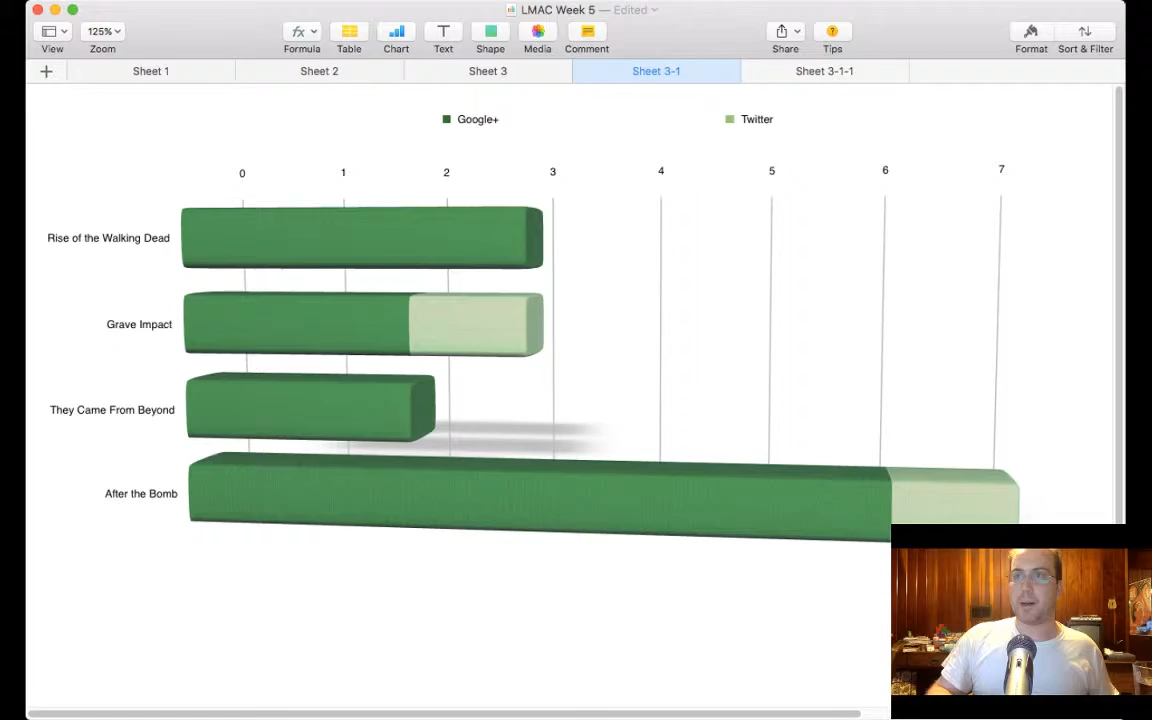 LMAC Week 5 — Edited
125%
View Zoom Formula Table Chart Text Shape Media Comment Share Tips Format Sort & Filter
+ Sheet 1 Sheet 2 Sheet 3 Sheet 3-1 Sheet 3-1-1
Google+ Twitter
0 1 2 3 4 5 6 7
Rise of the Walking Dead
Grave Impact
They Came From Beyond
After the Bomb